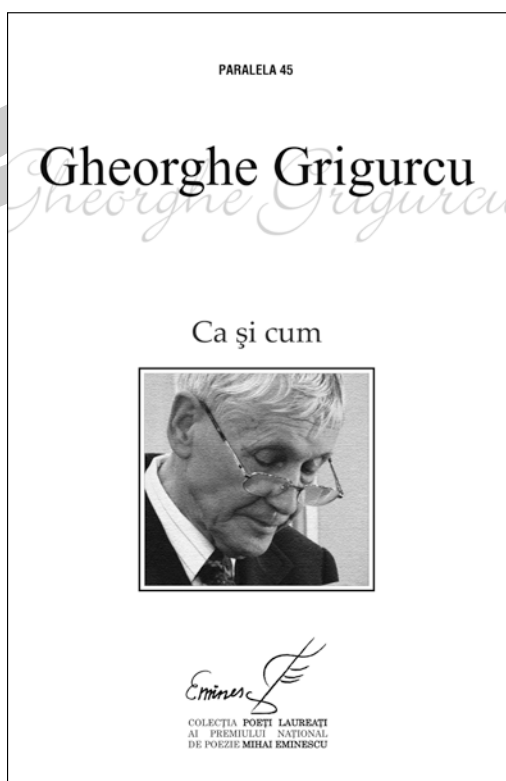 PARALELA 45
Gheorghe Grigurcu
Gheorghe Grigurcu
Ca şi cum
Eminescu
COLECŢIA POEŢI LAUREAŢI
AI PREMIULUI NAŢIONAL
DE POEZIE MIHAI EMINESCU